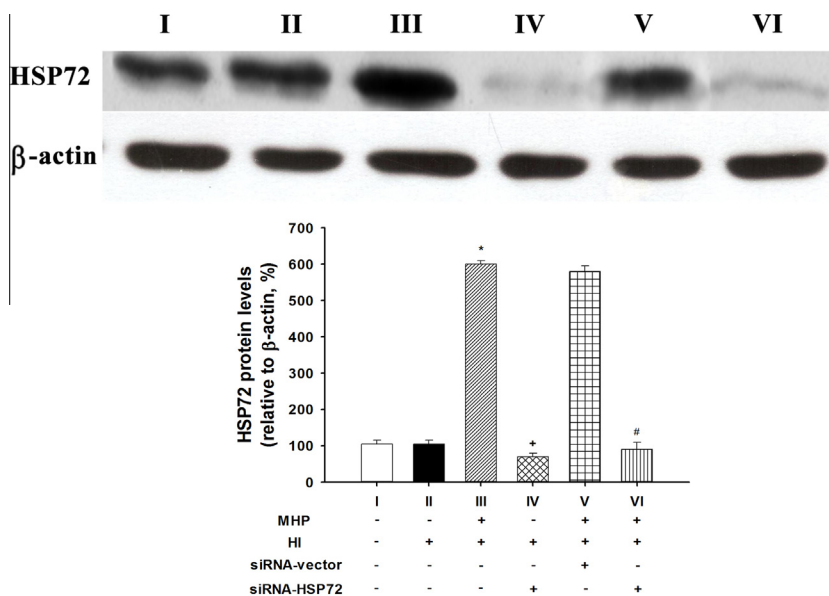 I II III IV V VI
HSP72
β-actin
HSP72 protein levels
(relative to β-actin, %)
700
600
500
400
300
200
100
0
*
+
#
I II III IV V VI
MHP - - + - + +
HI - + + + + +
siRNA-vector - - - - + -
siRNA-HSP72 - - - + - +